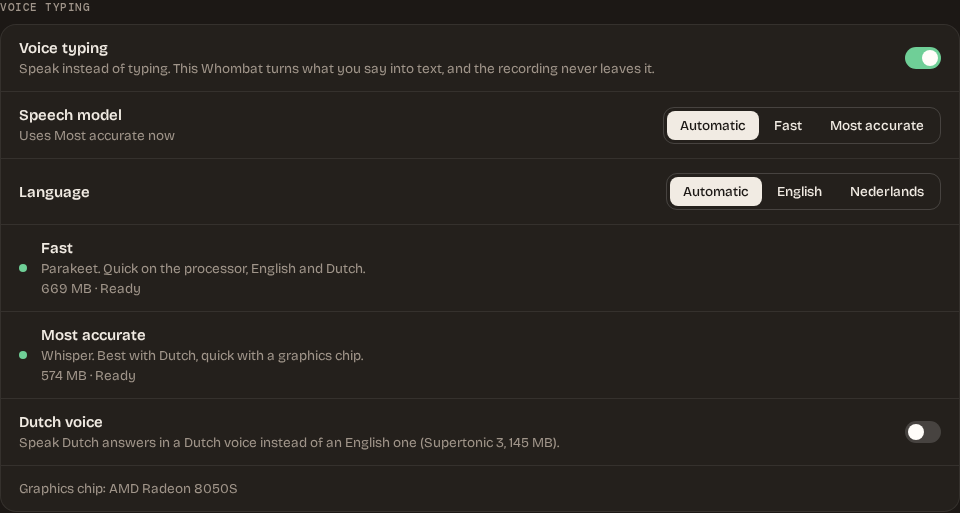 VOICE TYPING
Voice typing
Speak instead of typing. This Whombat turns what you say into text, and the recording never leaves it.
Speech model
Uses Most accurate now
Automatic Fast Most accurate
Language
Automatic English Nederlands
Fast
Parakeet. Quick on the processor, English and Dutch.
669 MB · Ready
Most accurate
Whisper. Best with Dutch, quick with a graphics chip.
574 MB · Ready
Dutch voice
Speak Dutch answers in a Dutch voice instead of an English one (Supertonic 3, 145 MB).
Graphics chip: AMD Radeon 8050S